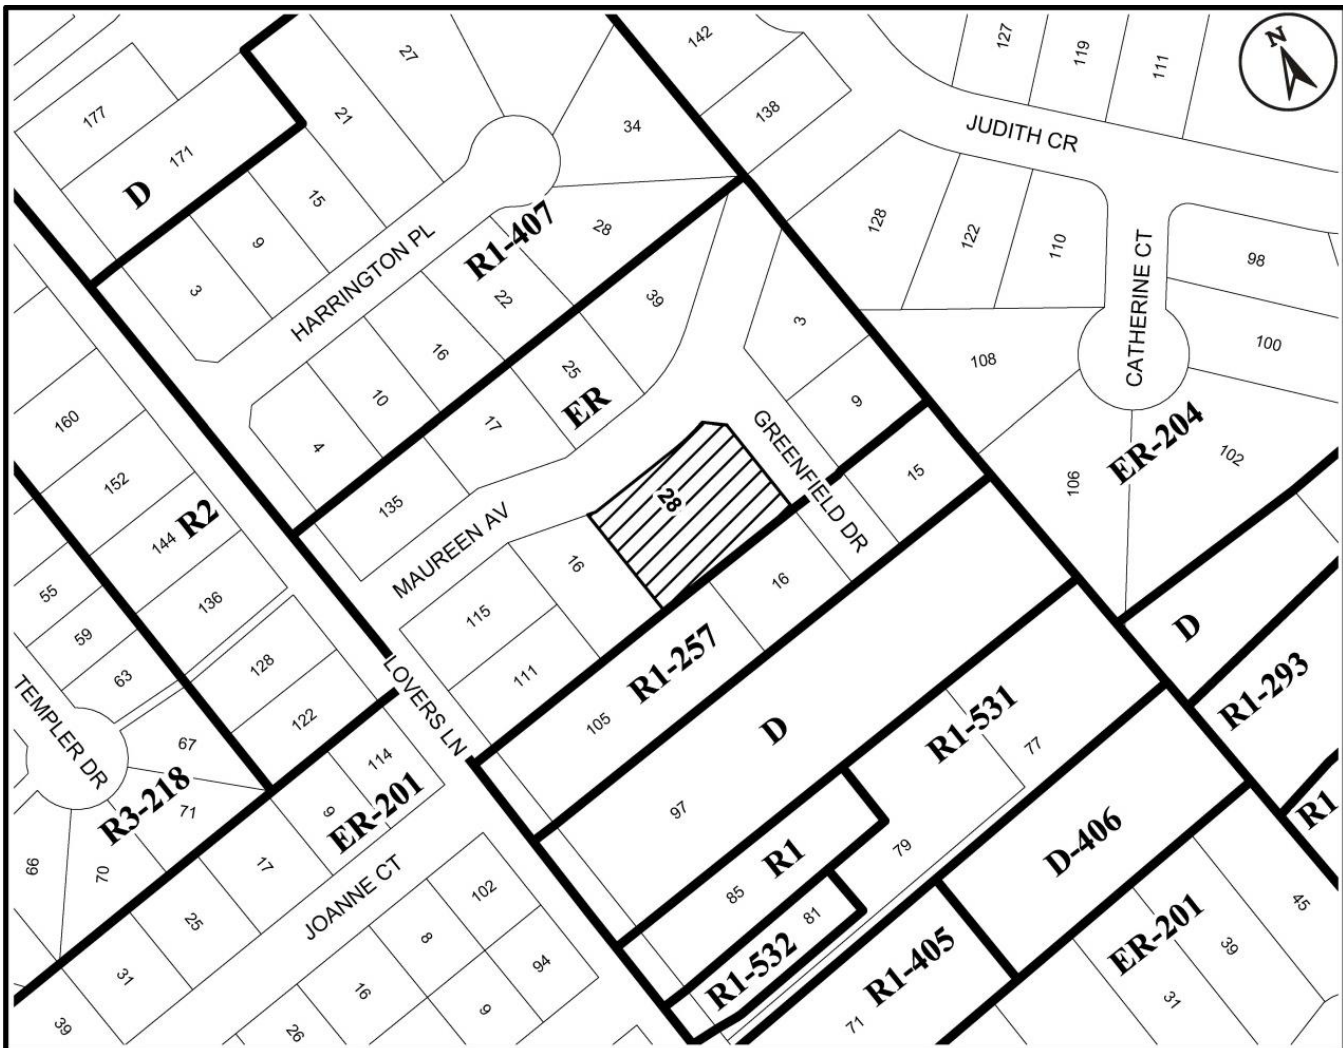 142
127
119
111
N
27
177
21
138
34
JUDITH CR
171
D
15
128
9
R1-407
28
122
110
CATHERINE CT
98
HARRINGTON PL
3
22
39
3
100
16
25
108
10
ER
9
GREENFIELD DR
ER-204
160
4
17
102
152
135
28
15
106
R2
144
MAUREEN AV
55
136
16
16
59
115
D
63
128
LOVERS LN
111
R1-257
R1-293
TEMPLER DR
122
105
D
R1-531
67
114
77
R3-218
71
9
ER-201
97
R1
66
70
17
R1
79
D-406
JOANNE CT
85
102
45
25
8
81
ER-201
39
31
94
R1-532
R1-405
16
9
31
39
26
71